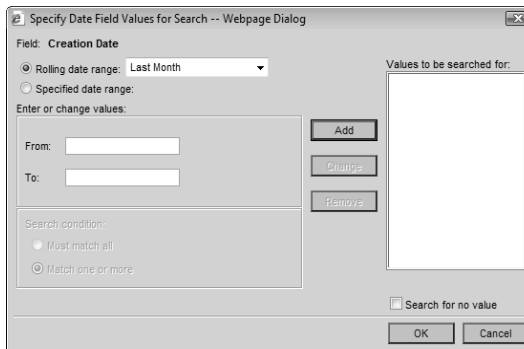 Specify Date Field Values for Search -- Webpage Dialog
Field: Creation Date
Rolling date range: Last Month
Values to be searched for:
Specified date range:
Enter or change values:
Add
From:
Change
To:
Remove
Search condition:
Must match all
Match one or more
Search for no value
OK Cancel